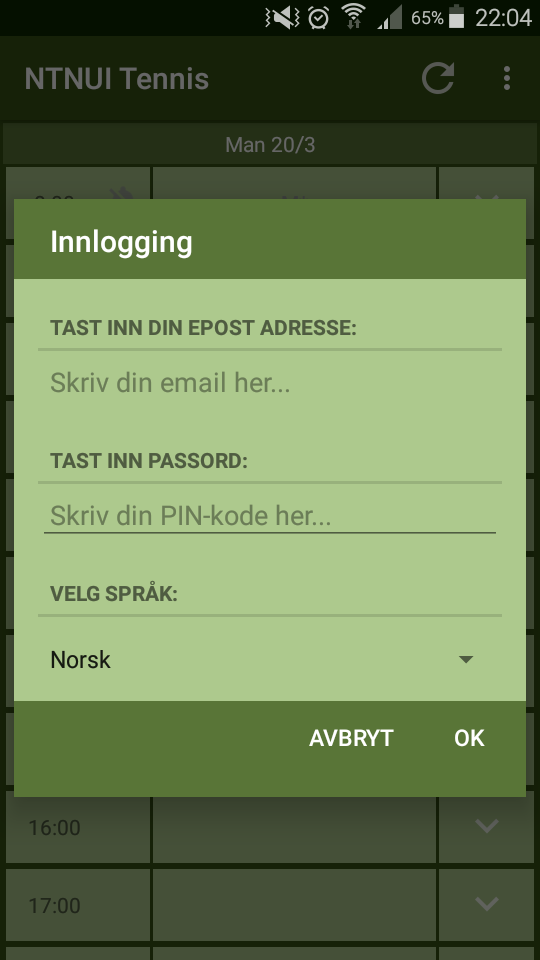 65% 22:04
NTNUI Tennis
Man 20/3
Innlogging
TAST INN DIN EPOST ADRESSE:
Skriv din email her...
TAST INN PASSORD:
Skriv din PIN-kode her...
VELG SPRÅK:
Norsk
AVBRYT OK
16:00
17:00